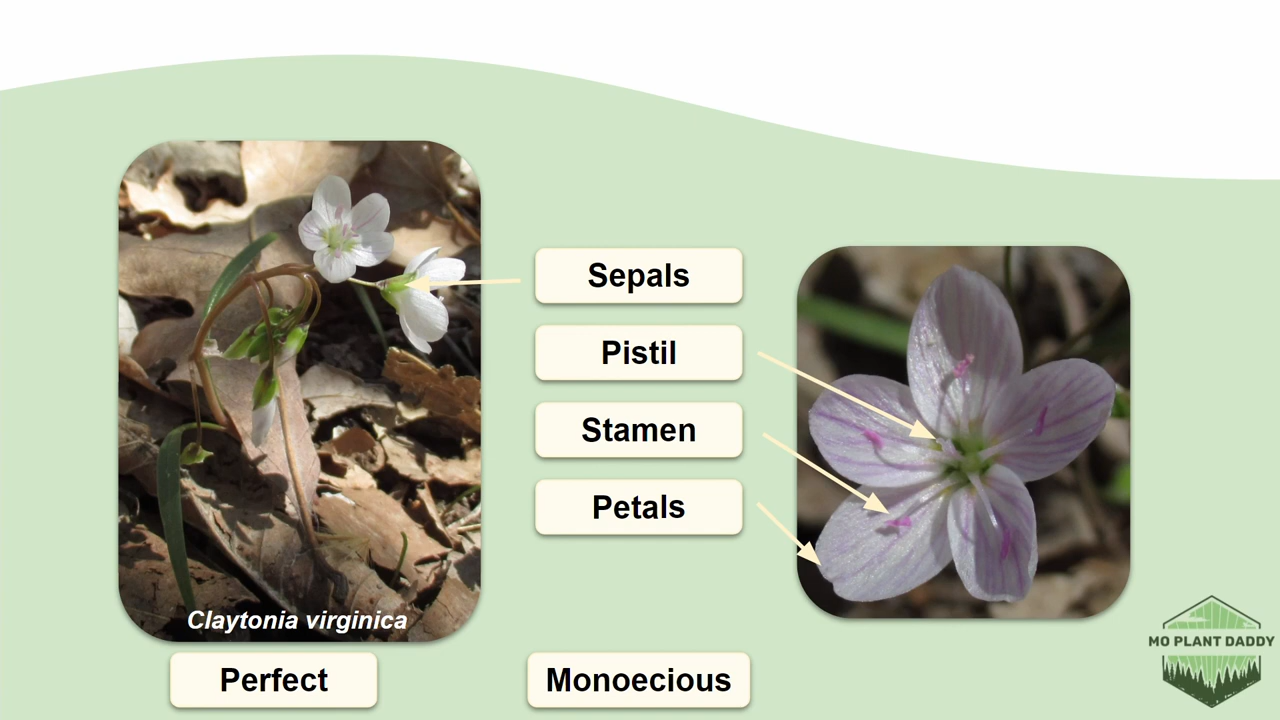 Sepals
Pistil
Stamen
Petals
Claytonia virginica
Perfect
Monoecious
MO PLANT DADDY